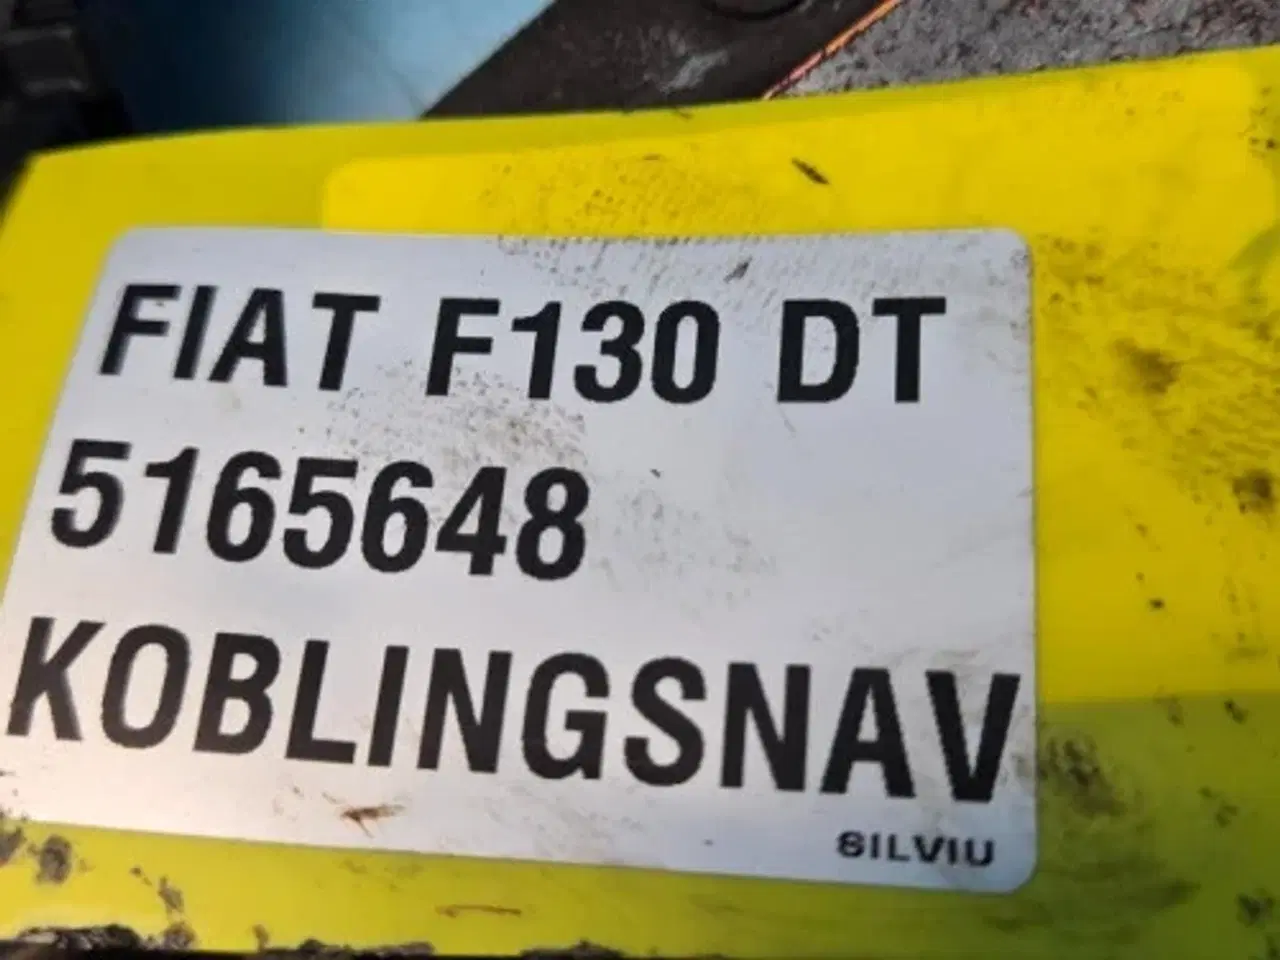 FIAT F130 DT
5165648
KOBLINGSNAV
SILVIU